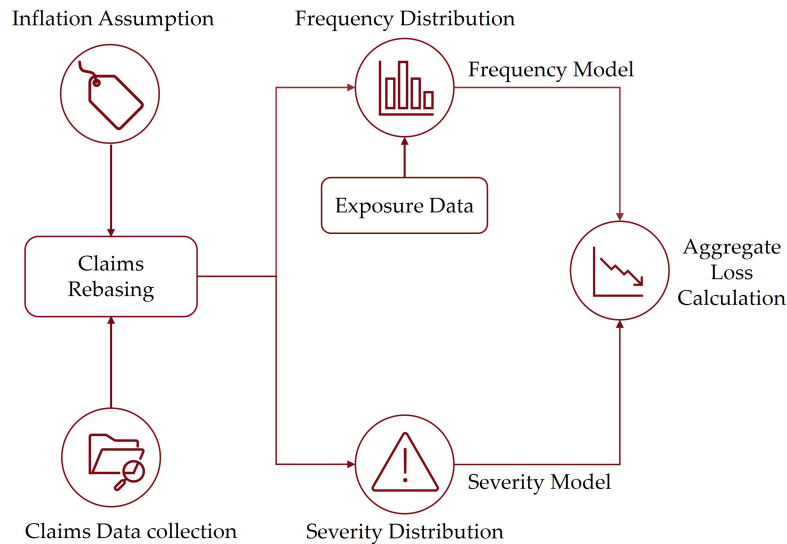 Inflation Assumption
Frequency Distribution
Frequency Model
Exposure Data
Claims
Rebasing
Aggregate
Loss
Calculation
Severity Model
Claims Data collection
Severity Distribution